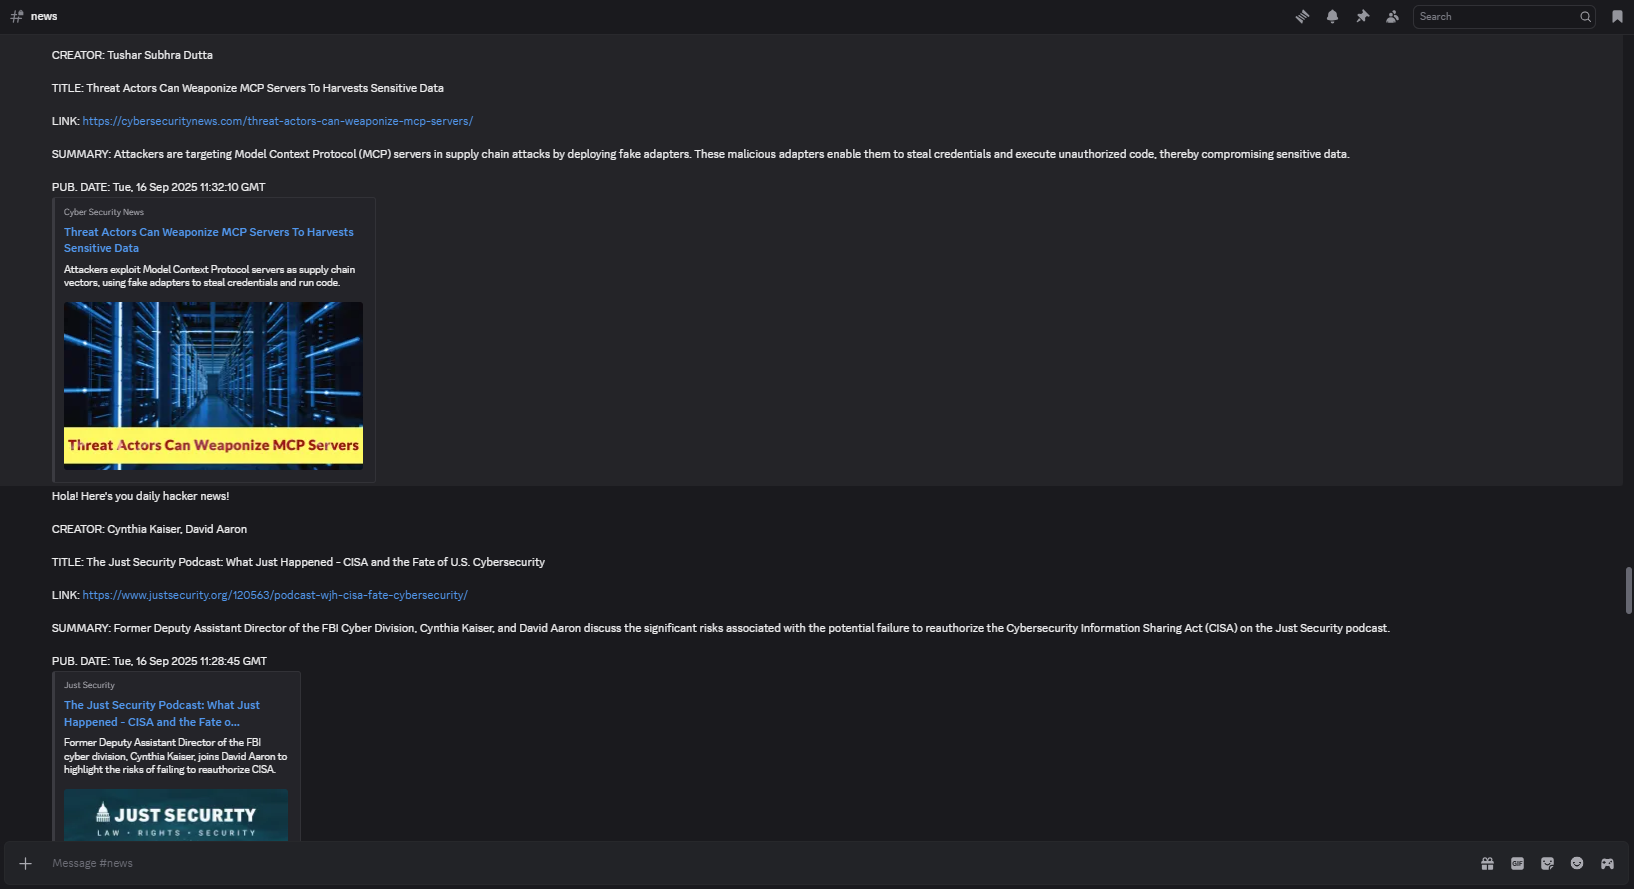 news
Search
CREATOR: Tushar Subhra Dutta
TITLE: Threat Actors Can Weaponize MCP Servers To Harvests Sensitive Data
LINK: https://cybersecuritynews.com/threat-actors-can-weaponize-mcp-servers/
SUMMARY: Attackers are targeting Model Context Protocol (MCP) servers in supply chain attacks by deploying fake adapters. These malicious adapters enable them to steal credentials and execute unauthorized code, thereby compromising sensitive data.
PUB. DATE: Tue, 16 Sep 2025 11:32:10 GMT
Cyber Security News
Threat Actors Can Weaponize MCP Servers To Harvests
Sensitive Data
Attackers exploit Model Context Protocol servers as supply chain
vectors, using fake adapters to steal credentials and run code.
Threat Actors Can Weaponize MCP Servers
Hola! Here's you daily hacker news!
CREATOR: Cynthia Kaiser, David Aaron
TITLE: The Just Security Podcast: What Just Happened - CISA and the Fate of U.S. Cybersecurity
LINK: https://www.justsecurity.org/120563/podcast-wjh-cisa-fate-cybersecurity/
SUMMARY: Former Deputy Assistant Director of the FBI Cyber Division, Cynthia Kaiser, and David Aaron discuss the significant risks associated with the potential failure to reauthorize the Cybersecurity Information Sharing Act (CISA) on the Just Security podcast.
PUB. DATE: Tue, 16 Sep 2025 11:28:45 GMT
Just Security
The Just Security Podcast: What Just
Happened - CISA and the Fate o...
Former Deputy Assistant Director of the FBI
cyber division, Cynthia Kaiser, joins David Aaron to
highlight the risks of failing to reauthorize CISA.
JUST SECURITY
LAW · RIGHTS · SECURITY
Message #news
GIF